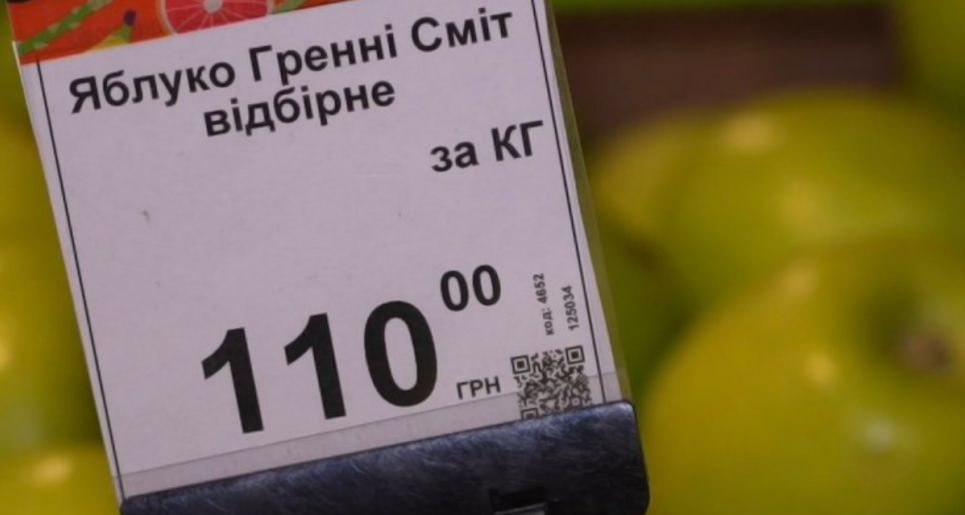 Яблуко Гренні Сміт
відбірне
за КГ
110 00
ГРН
код: 4652
125034